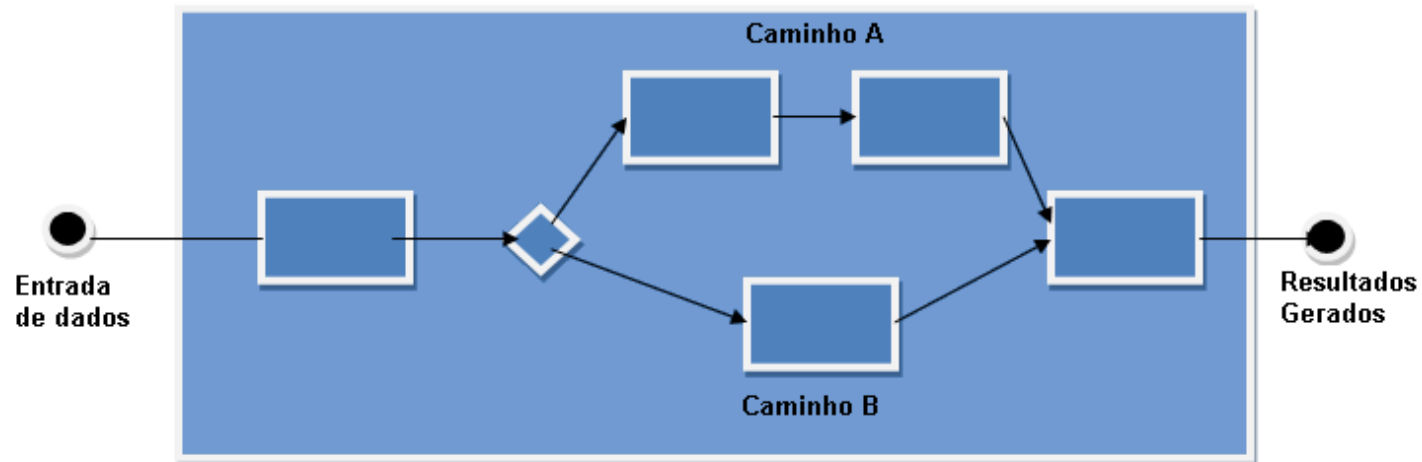 Caminho A
Entrada
de dados
Resultados
Gerados
Caminho B